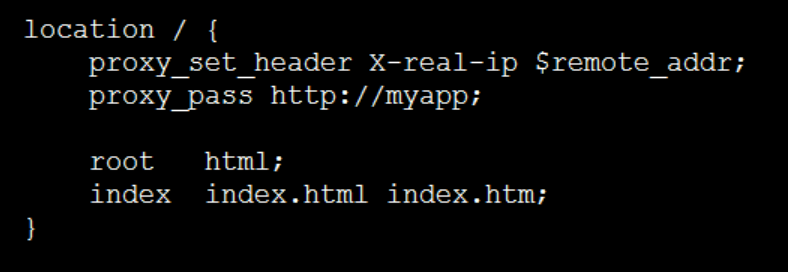 location / {
    proxy_set_header X-real-ip $remote_addr;
    proxy_pass http://myapp;
    root   html;
    index  index.html index.htm;
}